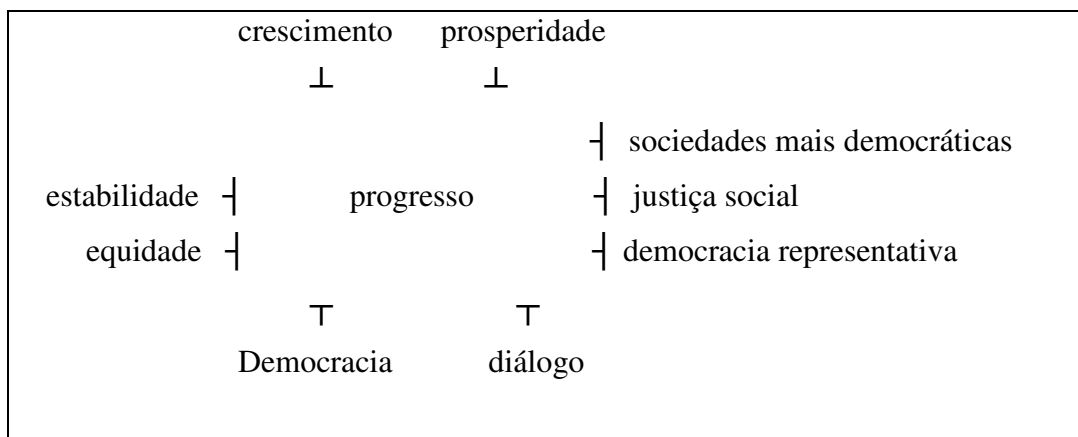 crescimento prosperidade
⊥ ⊥
┤ sociedades mais democráticas
estabilidade ┤ progresso ┤ justiça social
equidade ┤ ┤ democracia representativa
┬ ┬
Democracia diálogo